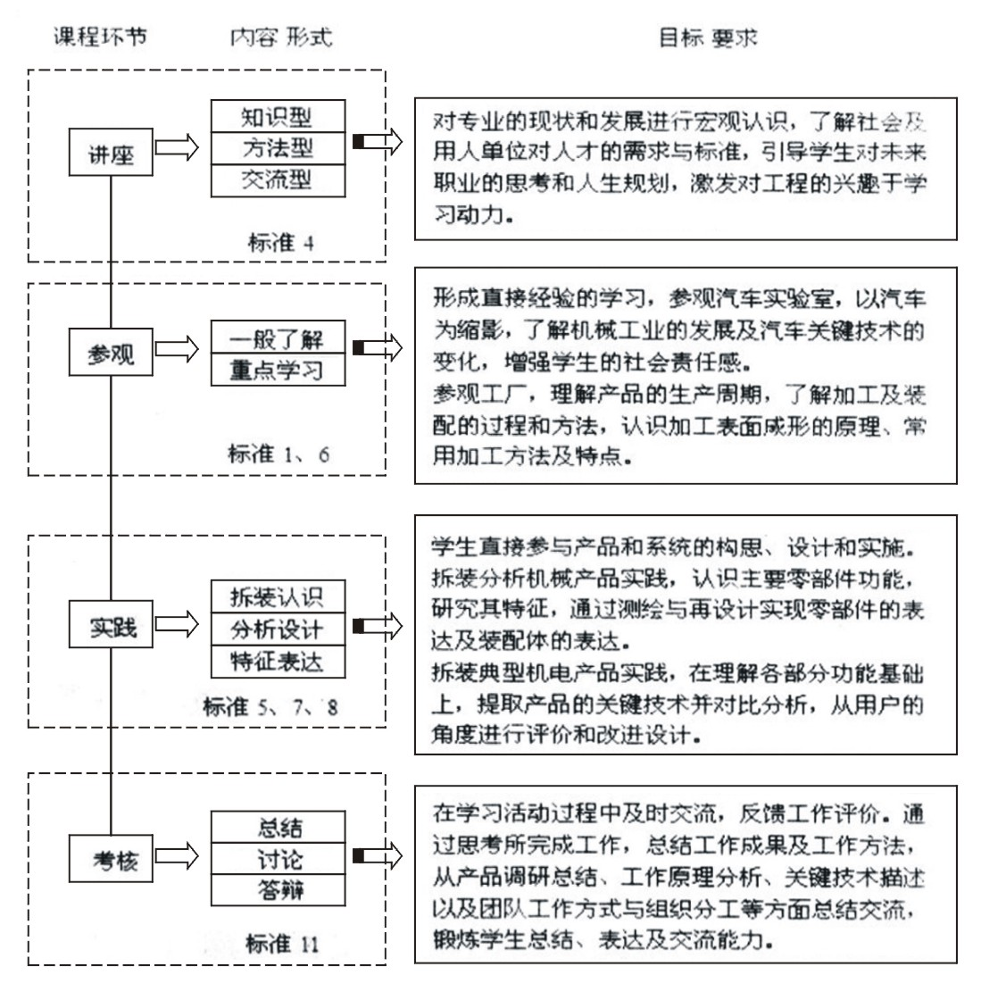 课程环节 内容 形式 目标 要求
讲座
知识型
方法型
交流型
标准 4
对专业的现状和发展进行宏观认识，了解社会及
用人单位对人才的需求与标准，引导学生对未来
职业的思考和人生规划，激发对工程的兴趣于学
习动力。
参观
一般了解
重点学习
标准 1、6
形成直接经验的学习，参观汽车实验室，以汽车
为缩影，了解机械工业的发展及汽车关键技术的
变化，增强学生的社会责任感。
参观工厂，理解产品的生产周期，了解加工及装
配的过程和方法，认识加工表面成形的原理、常
用加工方法及特点。
实践
拆装认识
分析设计
特征表达
标准 5、7、8
学生直接参与产品和系统的构思、设计和实施。
拆装分析机械产品实践，认识主要零部件功能，
研究其特征，通过测绘与再设计实现零部件的表
达及装配体的表达。
拆装典型机电产品实践，在理解各部分功能基础
上，提取产品的关键技术并对比分析，从用户的
角度进行评价和改进设计。
考核
总结
讨论
答辩
标准 11
在学习活动过程中及时交流，反馈工作评价。通
过思考所完成工作，总结工作成果及工作方法，
从产品调研总结、工作原理分析、关键技术描述
以及团队工作方式与组织分工等方面总结交流，
锻炼学生总结、表达及交流能力。